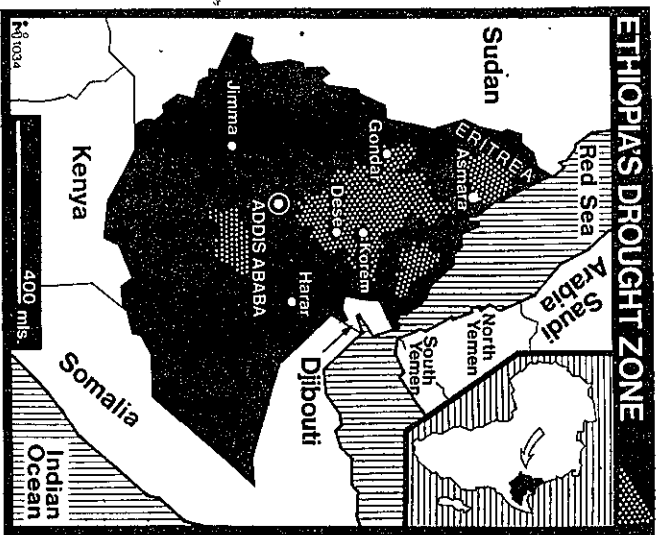 ETHIOPIA'S DROUGHT ZONE
Red Sea
Saudi
Arabia
Sudan
ERITREA
Asmara
North
Yemen
South
Yemen
Gondar
Korem
Dese
Djibouti
ADDIS ABABA
Harar
Jimma
Somalia
Kenya
Indian
Ocean
400 mls.
1034